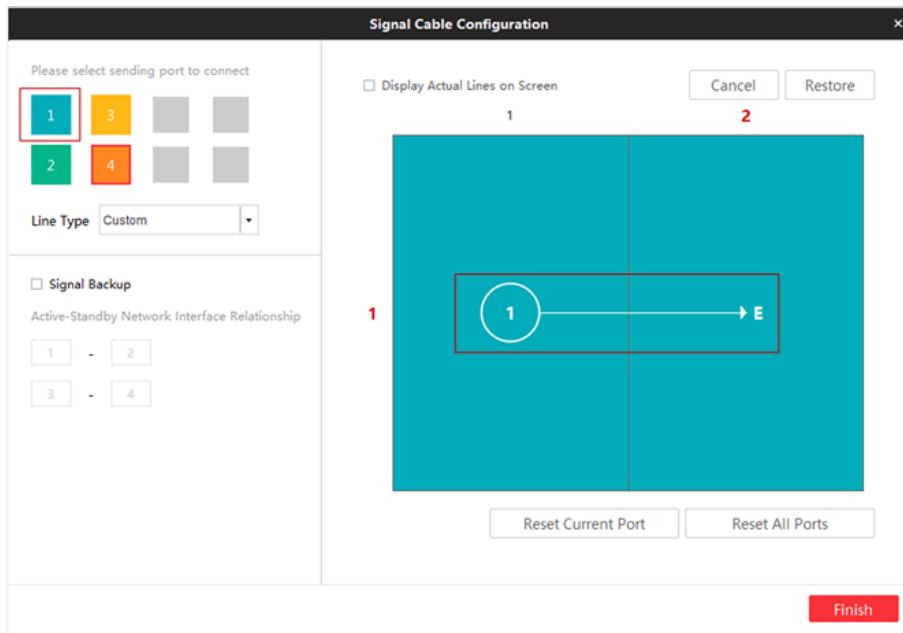 Signal Cable Configuration ×
Please select sending port to connect
1 3
2 4
Line Type Custom
Signal Backup
Active-Standby Network Interface Relationship
1 - 2
3 - 4
Display Actual Lines on Screen
Cancel Restore
1 2
1
1 E
Reset Current Port Reset All Ports
Finish